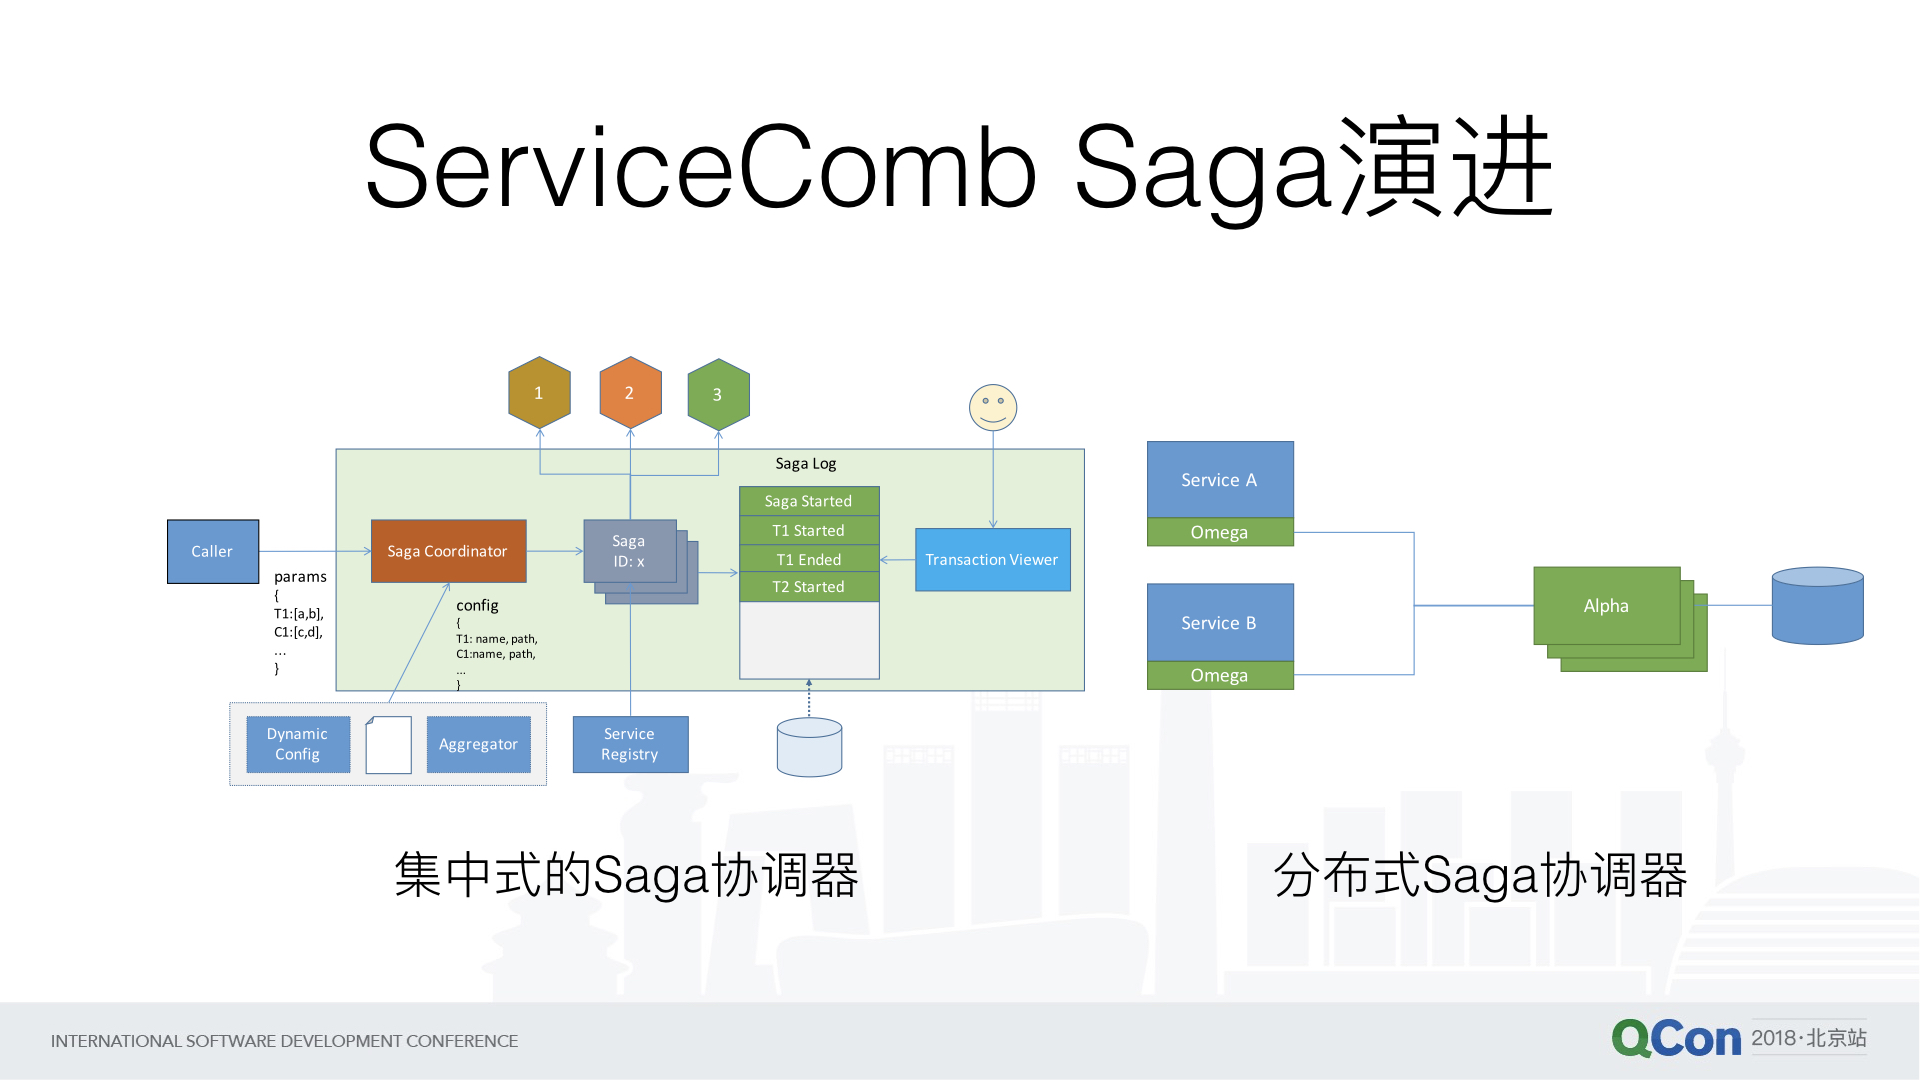 ServiceComb Saga演进
1
2
3
Saga Log
Saga Started
T1 Started
T1 Ended
T2 Started
Caller
Saga Coordinator
Saga
ID: x
Transaction Viewer
params
{
T1:[a,b],
C1:[c,d],
...
}
config
{
T1: name, path,
C1:name, path,
...
}
Dynamic
Config
Aggregator
Service
Registry
Service A
Omega
Service B
Omega
Alpha
集中式的Saga协调器
分布式Saga协调器
INTERNATIONAL SOFTWARE DEVELOPMENT CONFERENCE
QCon 2018·北京站